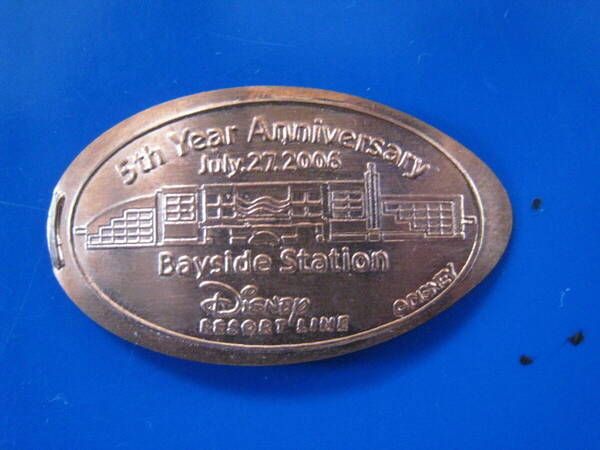 5th Year Anniversary
July.27.2006
Bayside Station
Disney
RESORT LINE
©DISNEY